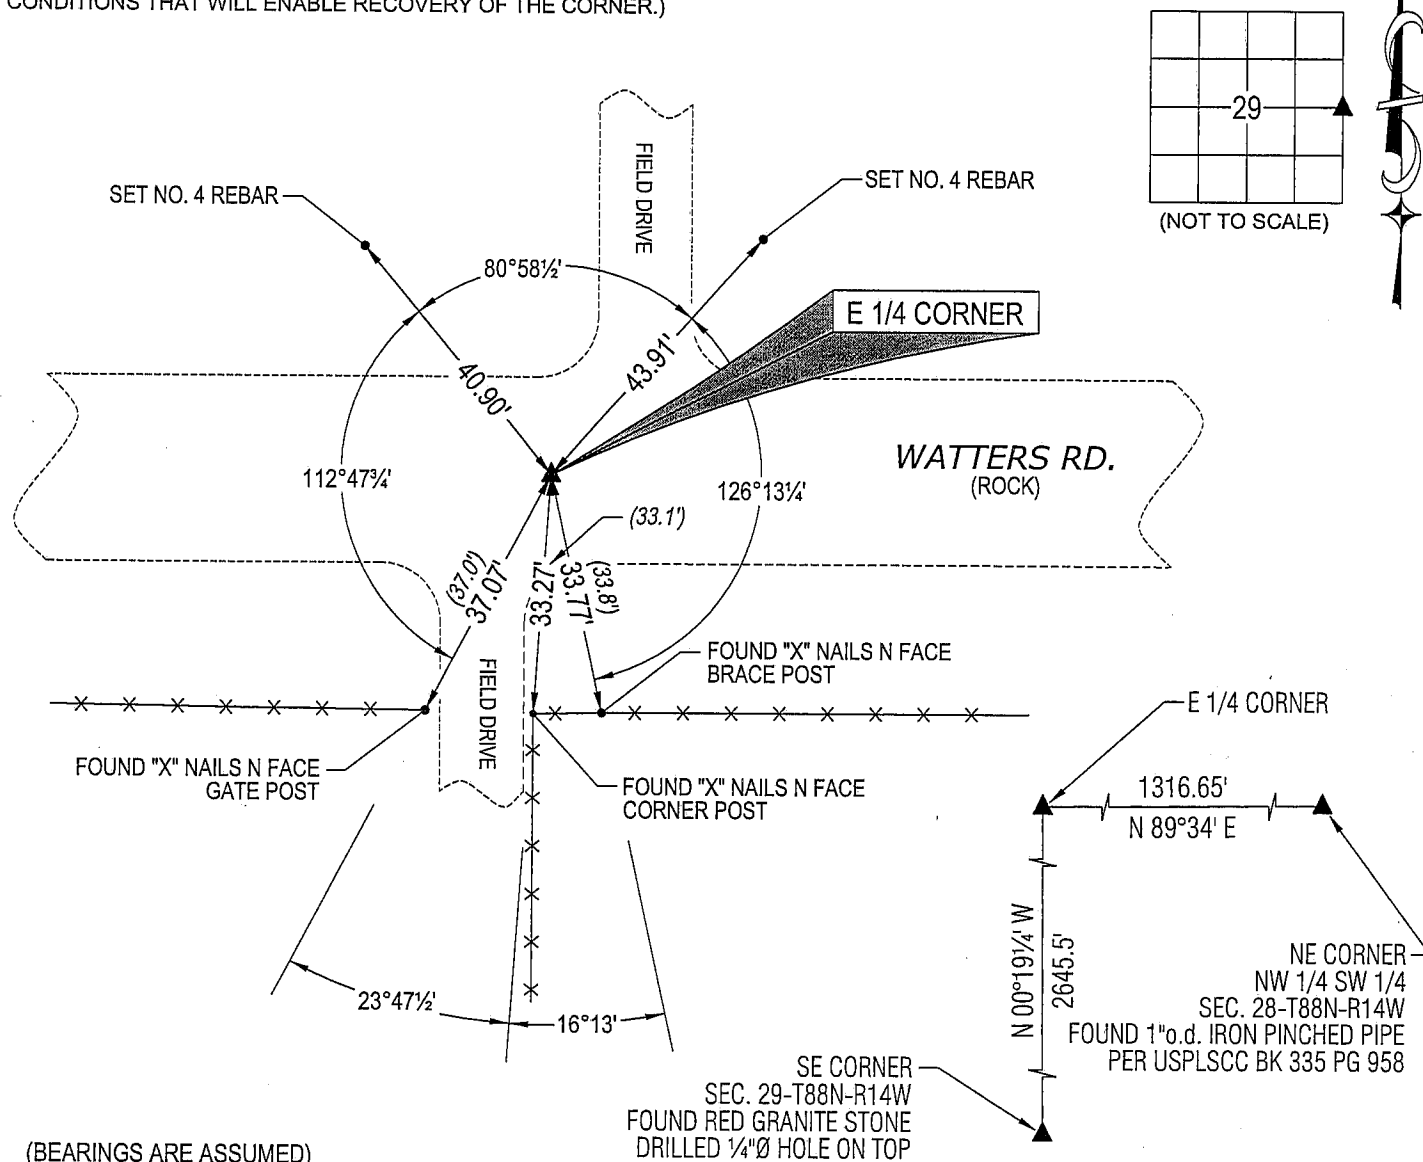 CONDITIONS THAT WILL ENABLE RECOVERY OF THE CORNER.)
29
(NOT TO SCALE)
SET NO. 4 REBAR
FIELD DRIVE
SET NO. 4 REBAR
80°58½'
E 1/4 CORNER
40.90'
43.91'
WATTERS RD.
(ROCK)
112°47¾'
126°13¼'
(33.1')
(37.0')
37.07'
33.27'
33.77'
(33.8')
FOUND "X" NAILS N FACE
BRACE POST
FIELD DRIVE
FOUND "X" NAILS N FACE
GATE POST
FOUND "X" NAILS N FACE
CORNER POST
23°47½'
16°13'
E 1/4 CORNER
1316.65'
N 89°34' E
N 00°19¼' W
2645.5'
NE CORNER
NW 1/4 SW 1/4
SEC. 28-T88N-R14W
FOUND 1"o.d. IRON PINCHED PIPE
PER USPLSCC BK 335 PG 958
SE CORNER
SEC. 29-T88N-R14W
FOUND RED GRANITE STONE
DRILLED ¼"Ø HOLE ON TOP
(BEARINGS ARE ASSUMED)